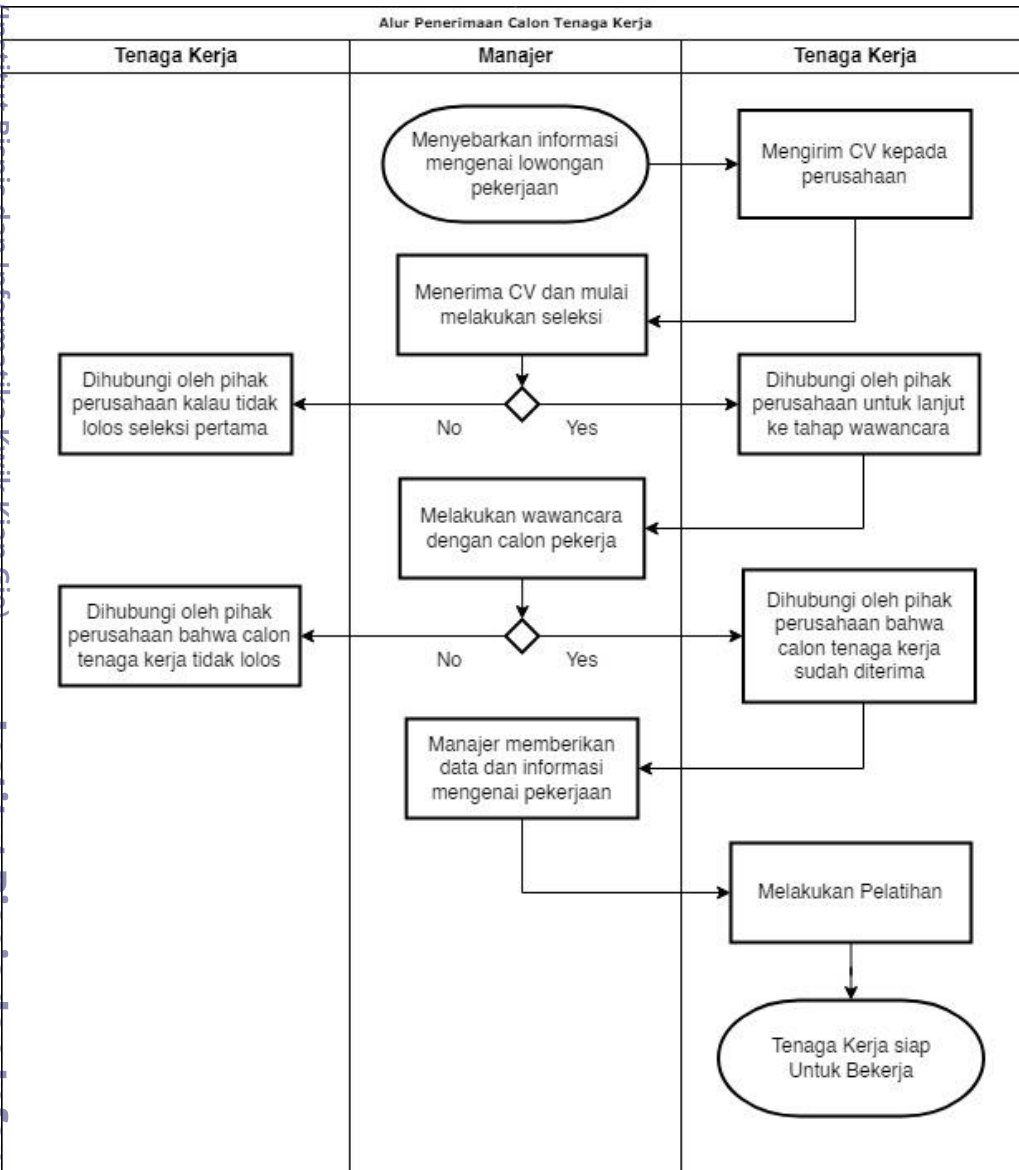 Alur Penerimaan Calon Tenaga Kerja
Tenaga Kerja
Manajer
Tenaga Kerja
Menyebarkan informasi
mengenai lowongan
pekerjaan
Mengirim CV kepada
perusahaan
Menerima CV dan mulai
melakukan seleksi
Dihubungi oleh pihak
perusahaan kalau tidak
lolos seleksi pertama
No
Yes
Dihubungi oleh pihak
perusahaan untuk lanjut
ke tahap wawancara
Melakukan wawancara
dengan calon pekerja
Dihubungi oleh pihak
perusahaan bahwa calon
tenaga kerja tidak lolos
No
Yes
Dihubungi oleh pihak
perusahaan bahwa
calon tenaga kerja
sudah diterima
Manajer memberikan
data dan informasi
mengenai pekerjaan
Melakukan Pelatihan
Tenaga Kerja siap
Untuk Bekerja